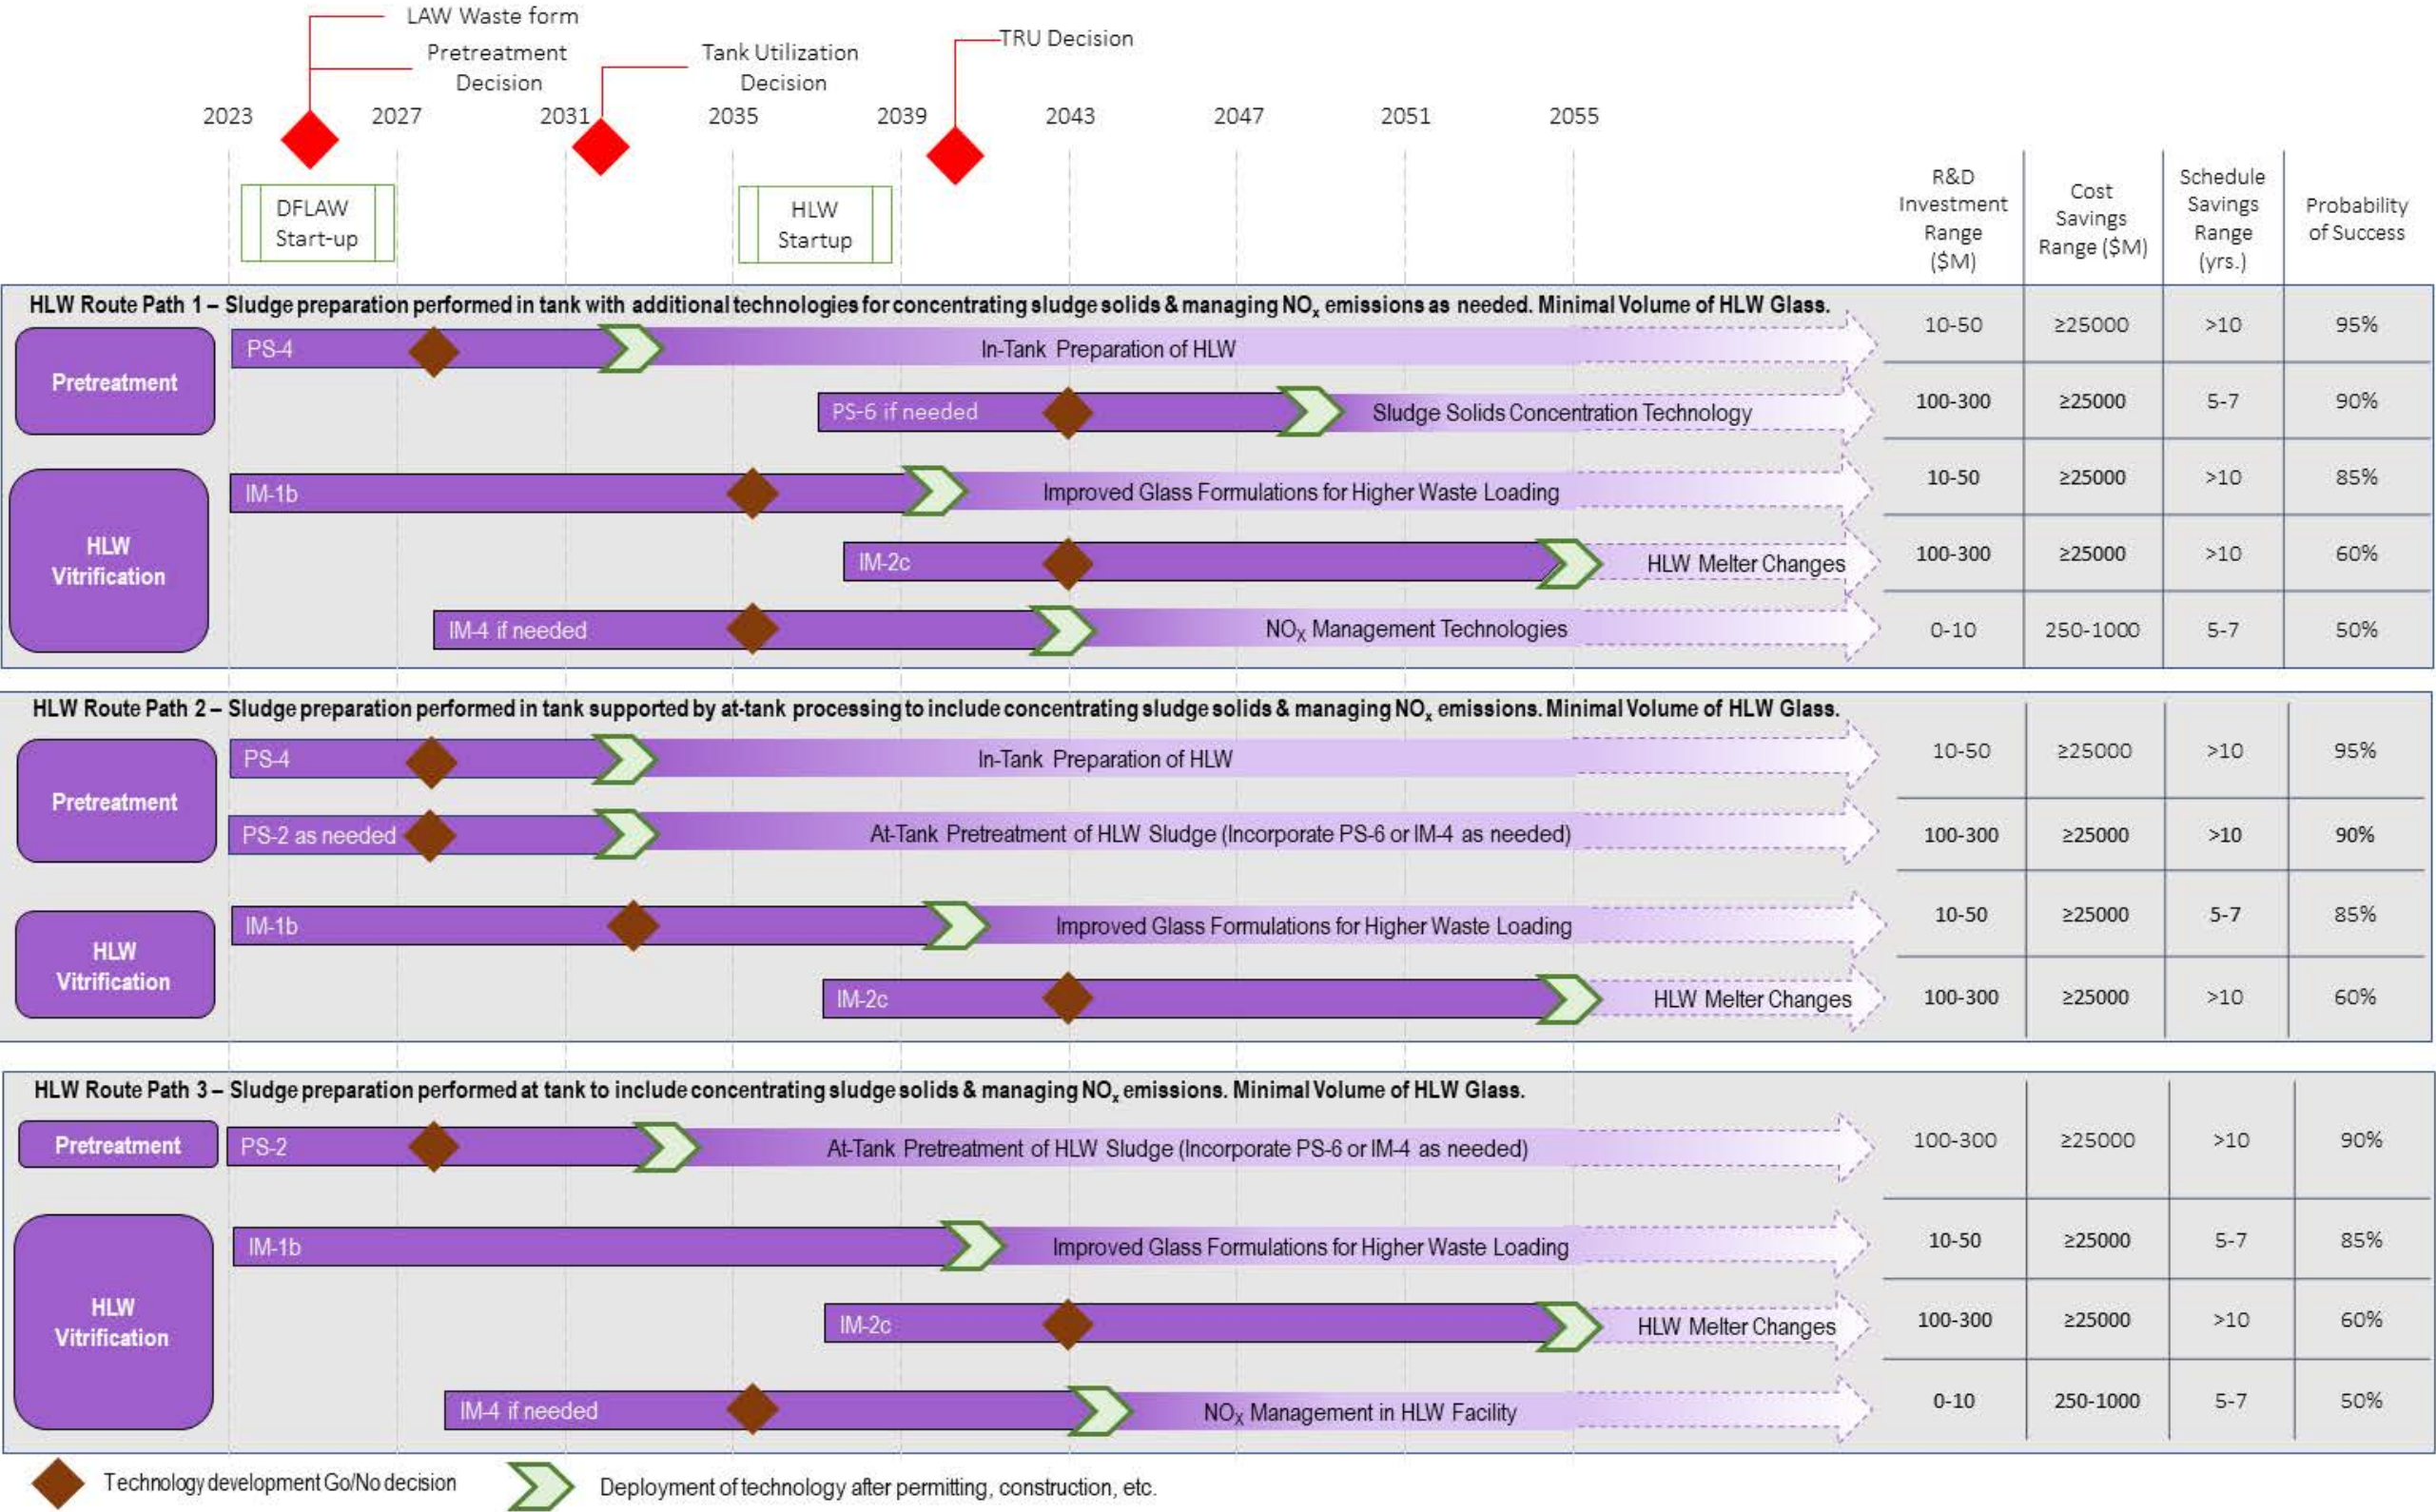 LAW Waste form
Pretreatment
Decision
Tank Utilization
Decision
TRU Decision
2023
2027
2031
2035
2039
2043
2047
2051
2055
DFLAW
Start-up
HLW
Startup
R&D
Investment
Range
($M)
Cost
Savings
Range ($M)
Schedule
Savings
Range
(yrs.)
Probability
of Success
HLW Route Path 1 – Sludge preparation performed in tank with additional technologies for concentrating sludge solids & managing NOx emissions as needed. Minimal Volume of HLW Glass.
Pretreatment
PS-4
In-Tank Preparation of HLW
10-50
≥25000
>10
95%
PS-6 if needed
Sludge Solids Concentration Technology
100-300
≥25000
5-7
90%
HLW
Vitrification
IM-1b
Improved Glass Formulations for Higher Waste Loading
10-50
≥25000
>10
85%
IM-2c
HLW Melter Changes
100-300
≥25000
>10
60%
IM-4 if needed
NOX Management Technologies
0-10
250-1000
5-7
50%
HLW Route Path 2 – Sludge preparation performed in tank supported by at-tank processing to include concentrating sludge solids & managing NOx emissions. Minimal Volume of HLW Glass.
Pretreatment
PS-4
In-Tank Preparation of HLW
10-50
≥25000
>10
95%
PS-2 as needed
At-Tank Pretreatment of HLW Sludge (Incorporate PS-6 or IM-4 as needed)
100-300
≥25000
>10
90%
HLW
Vitrification
IM-1b
Improved Glass Formulations for Higher Waste Loading
10-50
≥25000
5-7
85%
IM-2c
HLW Melter Changes
100-300
≥25000
>10
60%
HLW Route Path 3 – Sludge preparation performed at tank to include concentrating sludge solids & managing NOx emissions. Minimal Volume of HLW Glass.
Pretreatment
PS-2
At-Tank Pretreatment of HLW Sludge (Incorporate PS-6 or IM-4 as needed)
100-300
≥25000
>10
90%
HLW
Vitrification
IM-1b
Improved Glass Formulations for Higher Waste Loading
10-50
≥25000
5-7
85%
IM-2c
HLW Melter Changes
100-300
≥25000
>10
60%
IM-4 if needed
NOX Management in HLW Facility
0-10
250-1000
5-7
50%
Technology development Go/No decision
Deployment of technology after permitting, construction, etc.